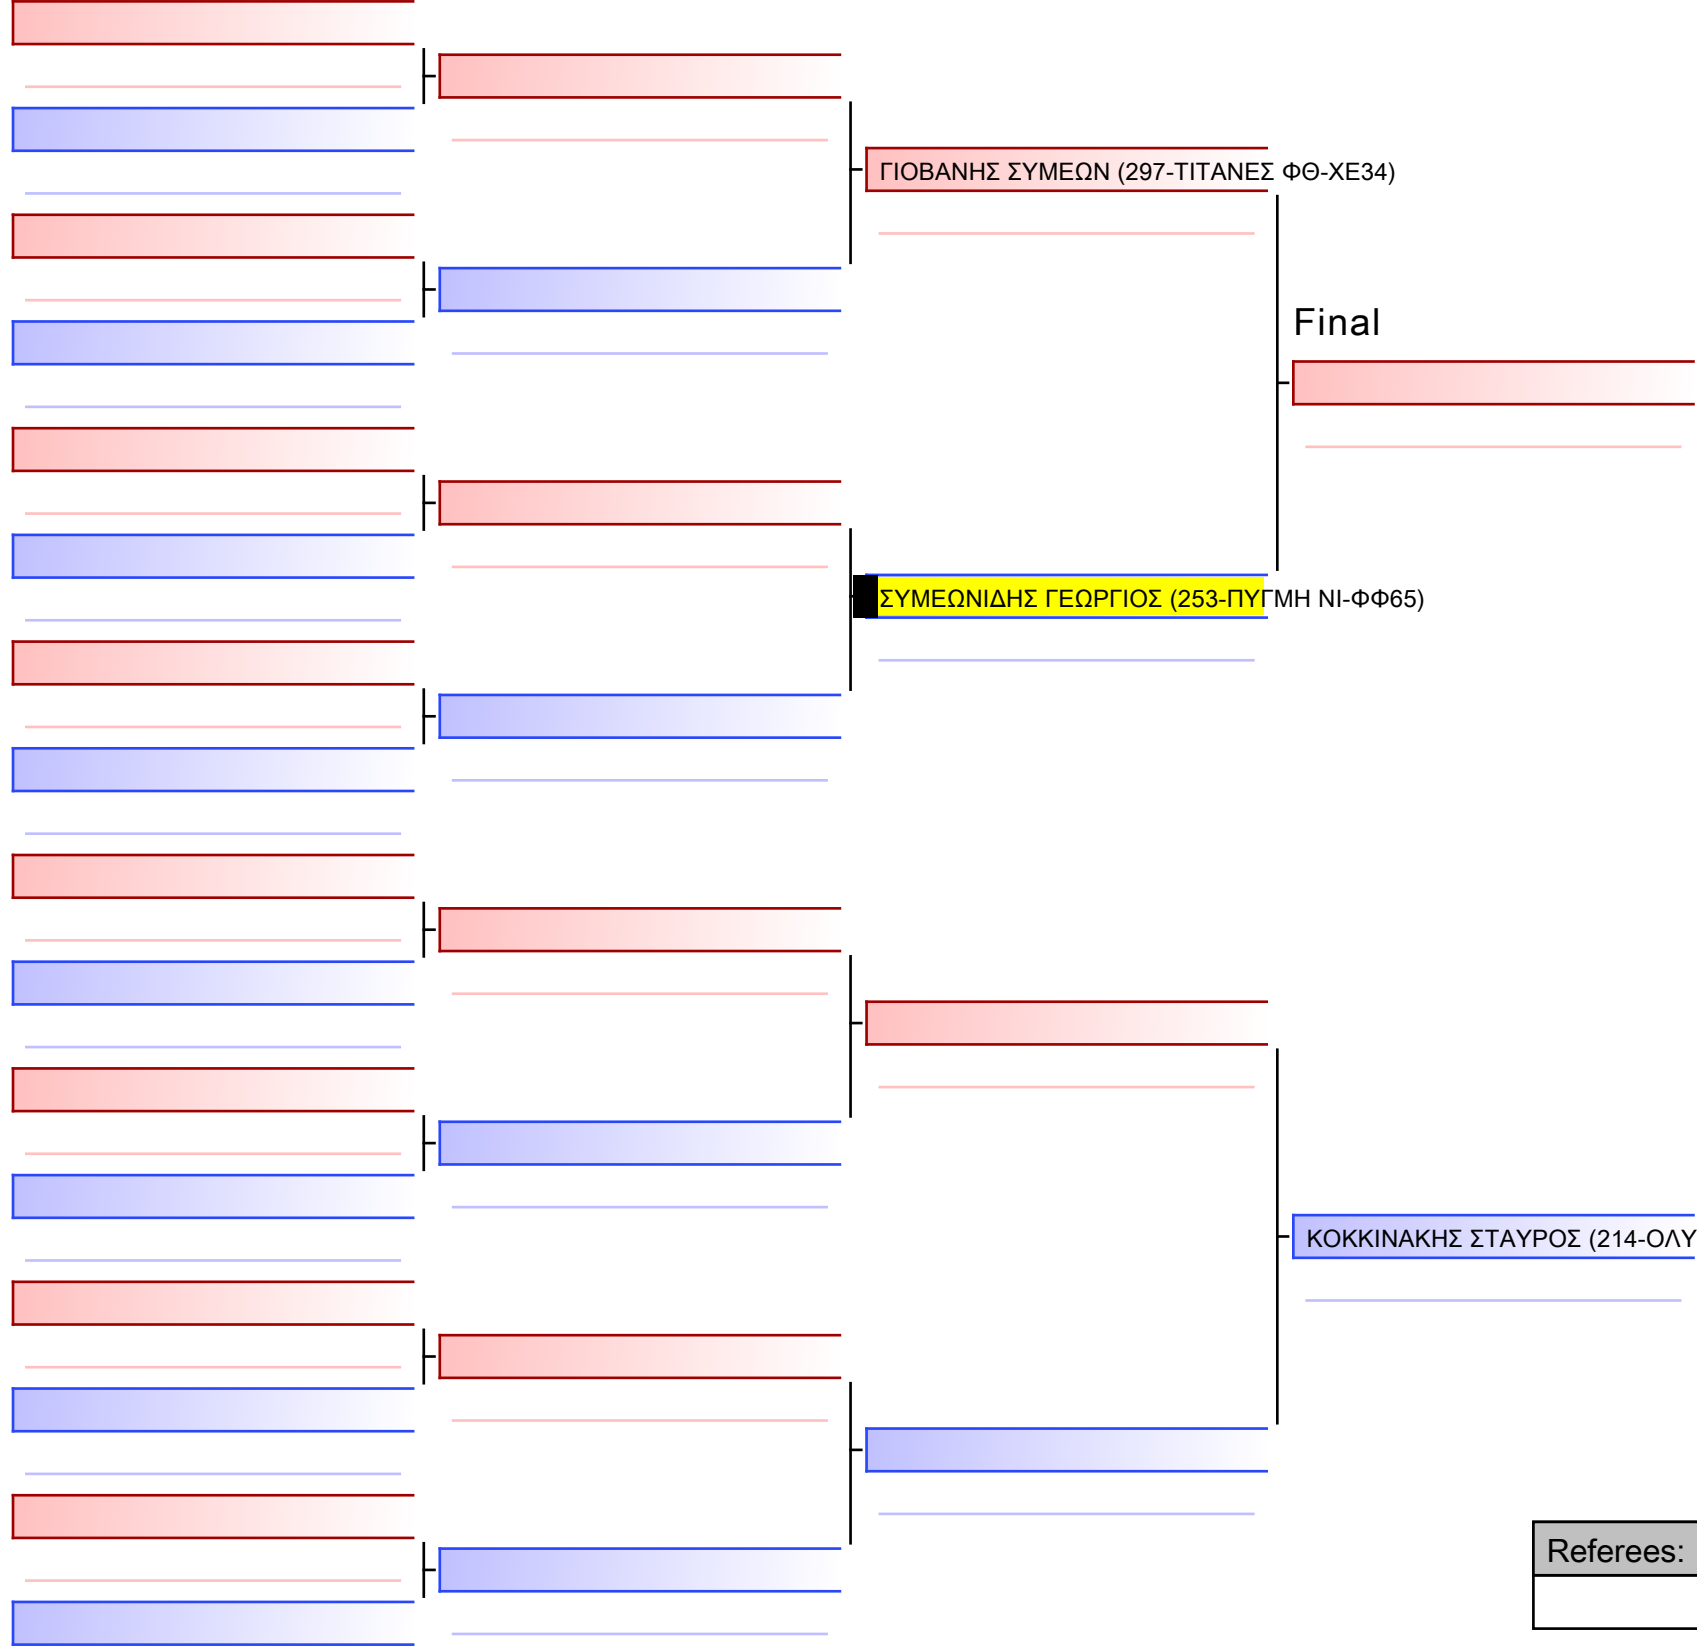 ΓΙΟΒΑΝΗΣ ΣΥΜΕΩΝ (297-ΤΙΤΑΝΕΣ ΦΘ-ΧΕ34)
Final
ΣΥΜΕΩΝΙΔΗΣ ΓΕΩΡΓΙΟΣ (253-ΠΥΓΜΗ ΝΙ-ΦΦ65)
ΚΟΚΚΙΝΑΚΗΣ ΣΤΑΥΡΟΣ (214-ΟΛΥ
Referees: